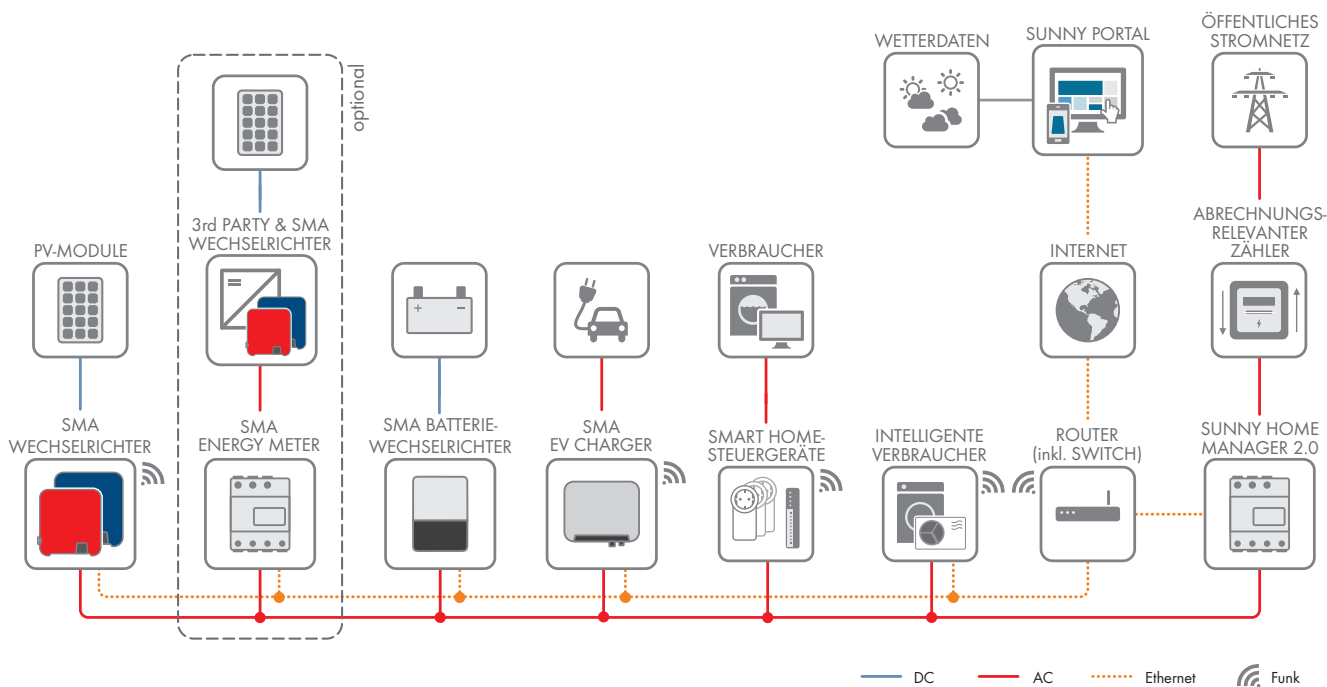 WETTERDATEN
SUNNY PORTAL
ÖFFENTLICHES
STROMNETZ
optional
PV-MODULE
3rd PARTY & SMA
WECHSELRICHTER
VERBRAUCHER
INTERNET
ABRECHNUNGS-
RELEVANTER
ZÄHLER
SMA
WECHSELRICHTER
SMA
ENERGY METER
SMA BATTERIE-
WECHSELRICHTER
SMA
EV CHARGER
SMART HOME-
STEUERGERÄTE
INTELLIGENTE
VERBRAUCHER
ROUTER
(inkl. SWITCH)
SUNNY HOME
MANAGER 2.0
DC
AC
Ethernet
Funk